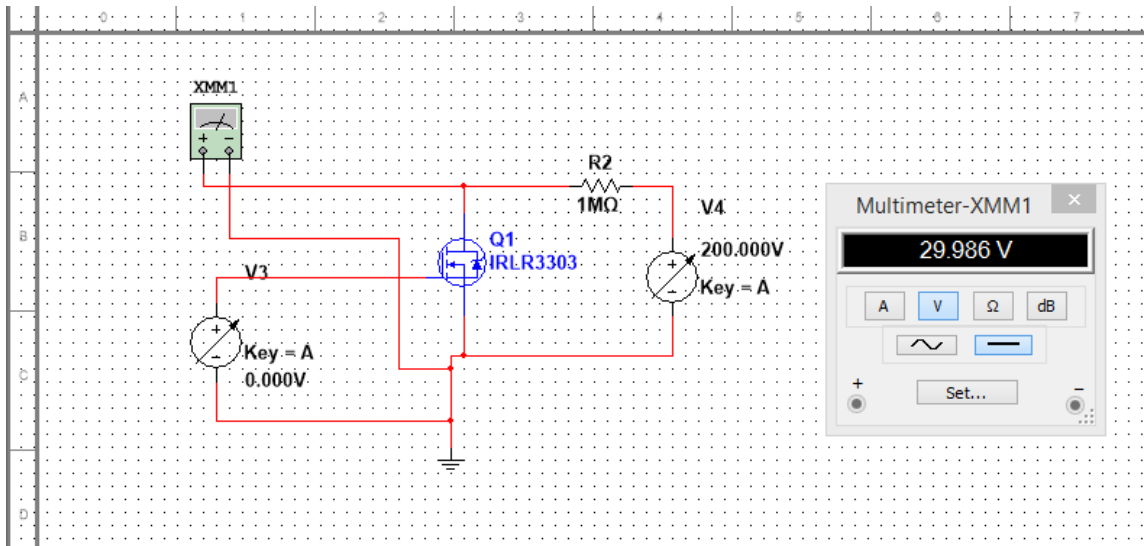 0 1 2 3 4 5 6 7
A
B
C
D
XMM1
+ −
R2
1MΩ
V4
+
200.000V
−
Key = A
Q1
IRLR3303
V3
+
−
Key = A
0.000V
Multimeter-XMM1 ×
29.986 V
A V Ω dB
+ Set... −